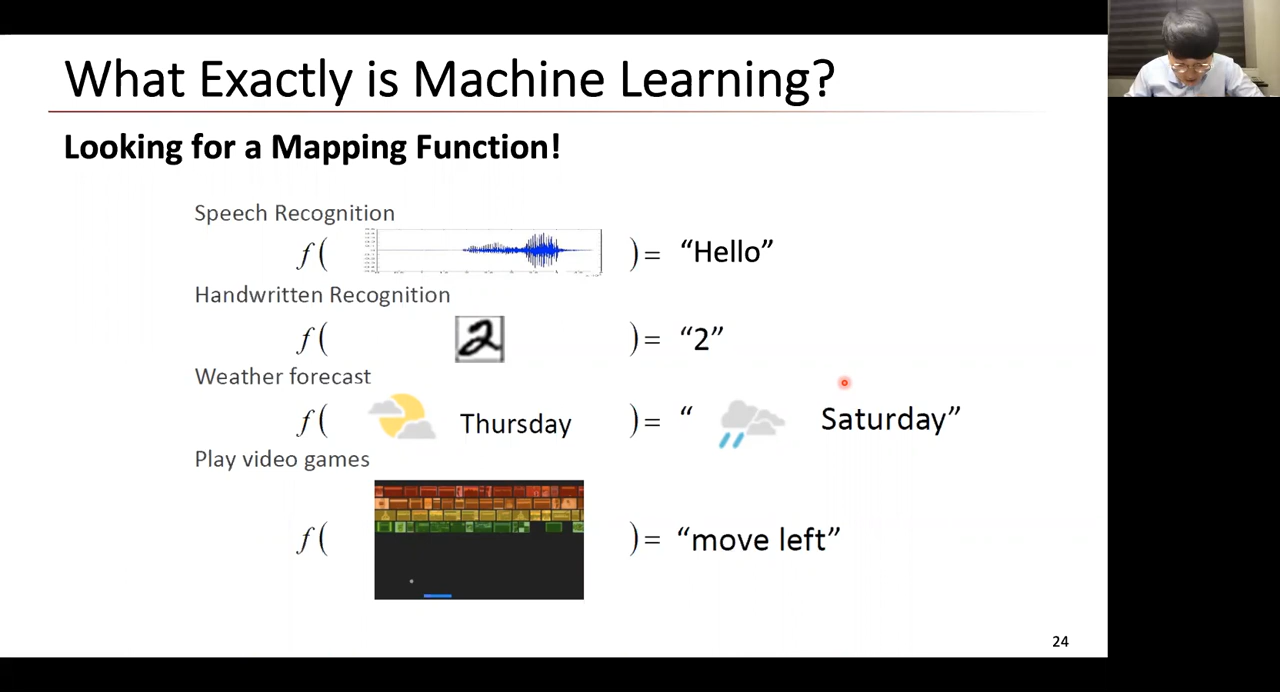 What Exactly is Machine Learning?
Looking for a Mapping Function!
Speech Recognition
f( ) = “Hello”
Handwritten Recognition
f( 2 ) = “2”
Weather forecast
f( Thursday ) = “ Saturday”
Play video games
f( ) = “move left”
24